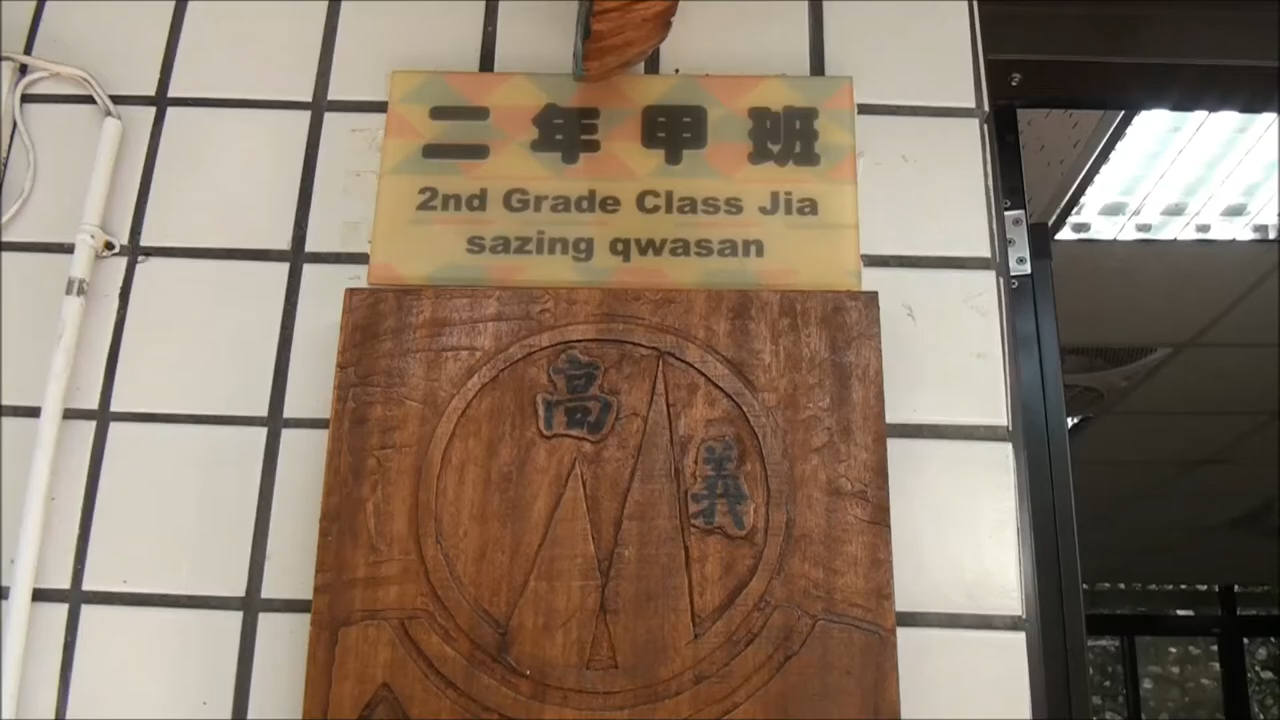 二年甲班
2nd Grade Class Jia
sazing qwasan
高
義